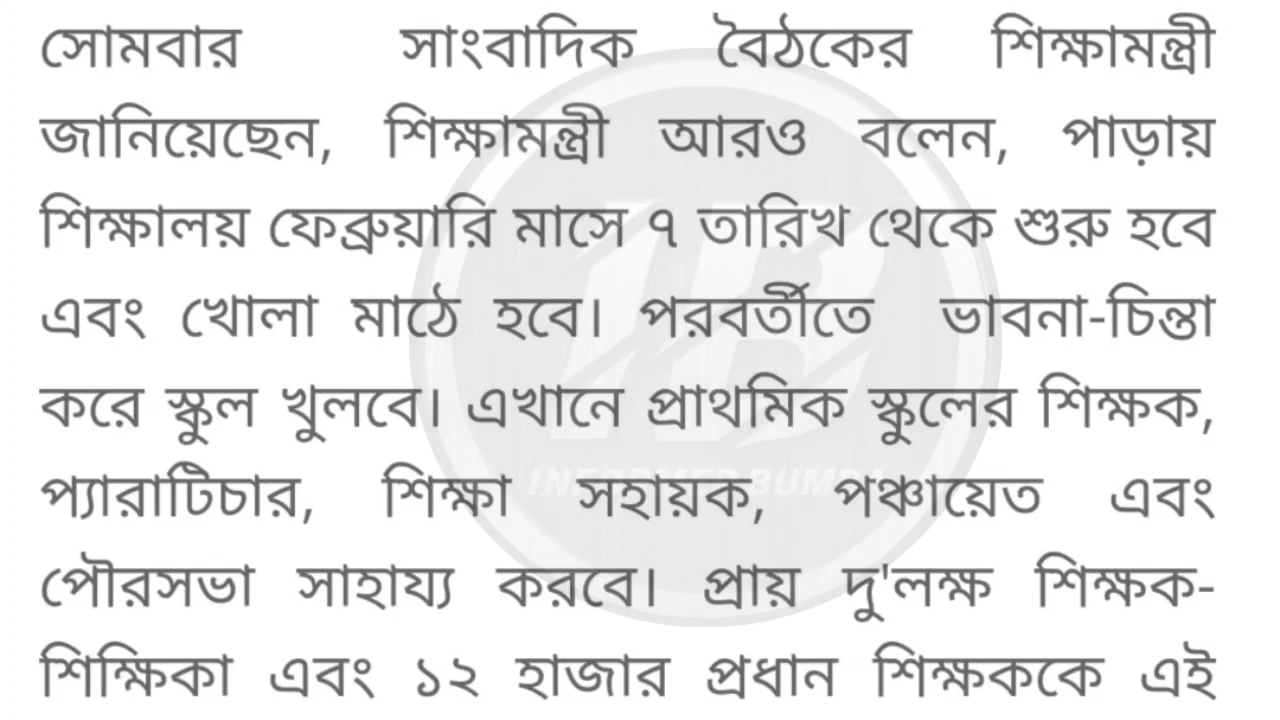 সোমবার সাংবাদিক বৈঠকের শিক্ষামন্ত্রী
জানিয়েছেন, শিক্ষামন্ত্রী আরও বলেন, পাড়ায়
শিক্ষালয় ফেব্রুয়ারি মাসে ৭ তারিখ থেকে শুরু হবে
এবং খোলা মাঠে হবে। পরবর্তীতে ভাবনা-চিন্তা
করে স্কুল খুলবে। এখানে প্রাথমিক স্কুলের শিক্ষক,
প্যারাটিচার, শিক্ষা সহায়ক, পঞ্চায়েত এবং
পৌরসভা সাহায্য করবে। প্রায় দু'লক্ষ শিক্ষক-
শিক্ষিকা এবং ১২ হাজার প্রধান শিক্ষককে এই